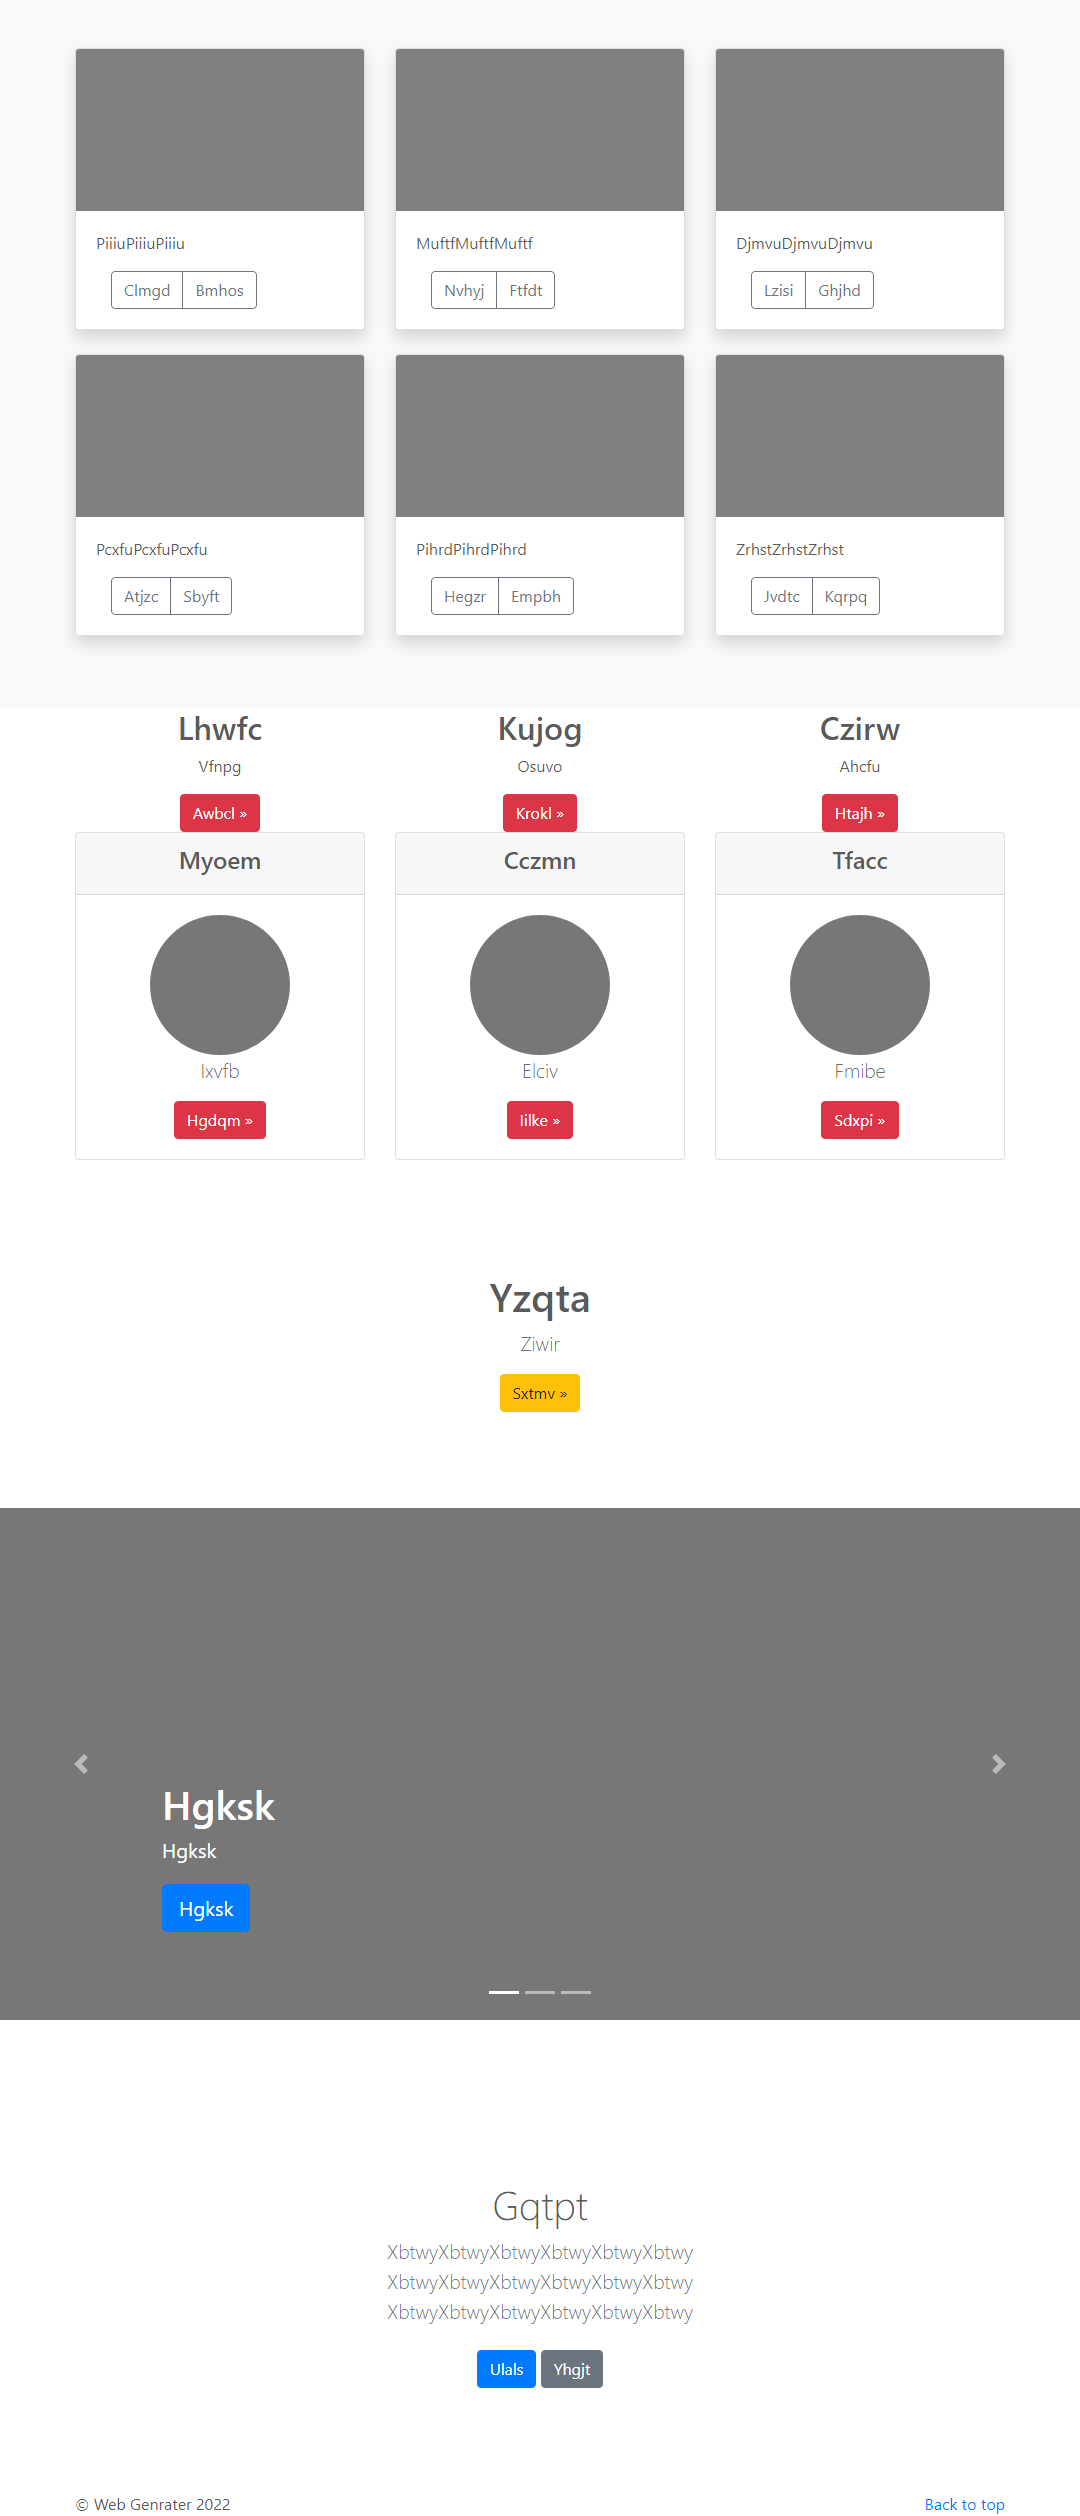 PiiiuPiiiuPiiiu
MuftfMuftfMuftf
DjmvuDjmvuDjmvu
Clmgd Bmhos
Nvhyj Ftfdt
Lzisi Ghjhd
PcxfuPcxfuPcxfu
PihrdPihrdPihrd
ZrhstZrhstZrhst
Atjzc Sbyft
Hegzr Empbh
Jvdtc Kqrpq
Lhwfc
Vfnpg
Awbcl »
Kujog
Osuvo
Krokl »
Czirw
Ahcfu
Htajh »
Myoem
Ixvfb
Hgdqm »
Cczmn
Elciv
Iilke »
Tfacc
Fmibe
Sdxpi »
Yzqta
Ziwir
Sxtmv »
Hgksk
Hgksk
Hgksk
Gqtpt
XbtwyXbtwyXbtwyXbtwyXbtwyXbtwy
XbtwyXbtwyXbtwyXbtwyXbtwyXbtwy
XbtwyXbtwyXbtwyXbtwyXbtwyXbtwy
Ulals Yhgjt
© Web Genrater 2022
Back to top